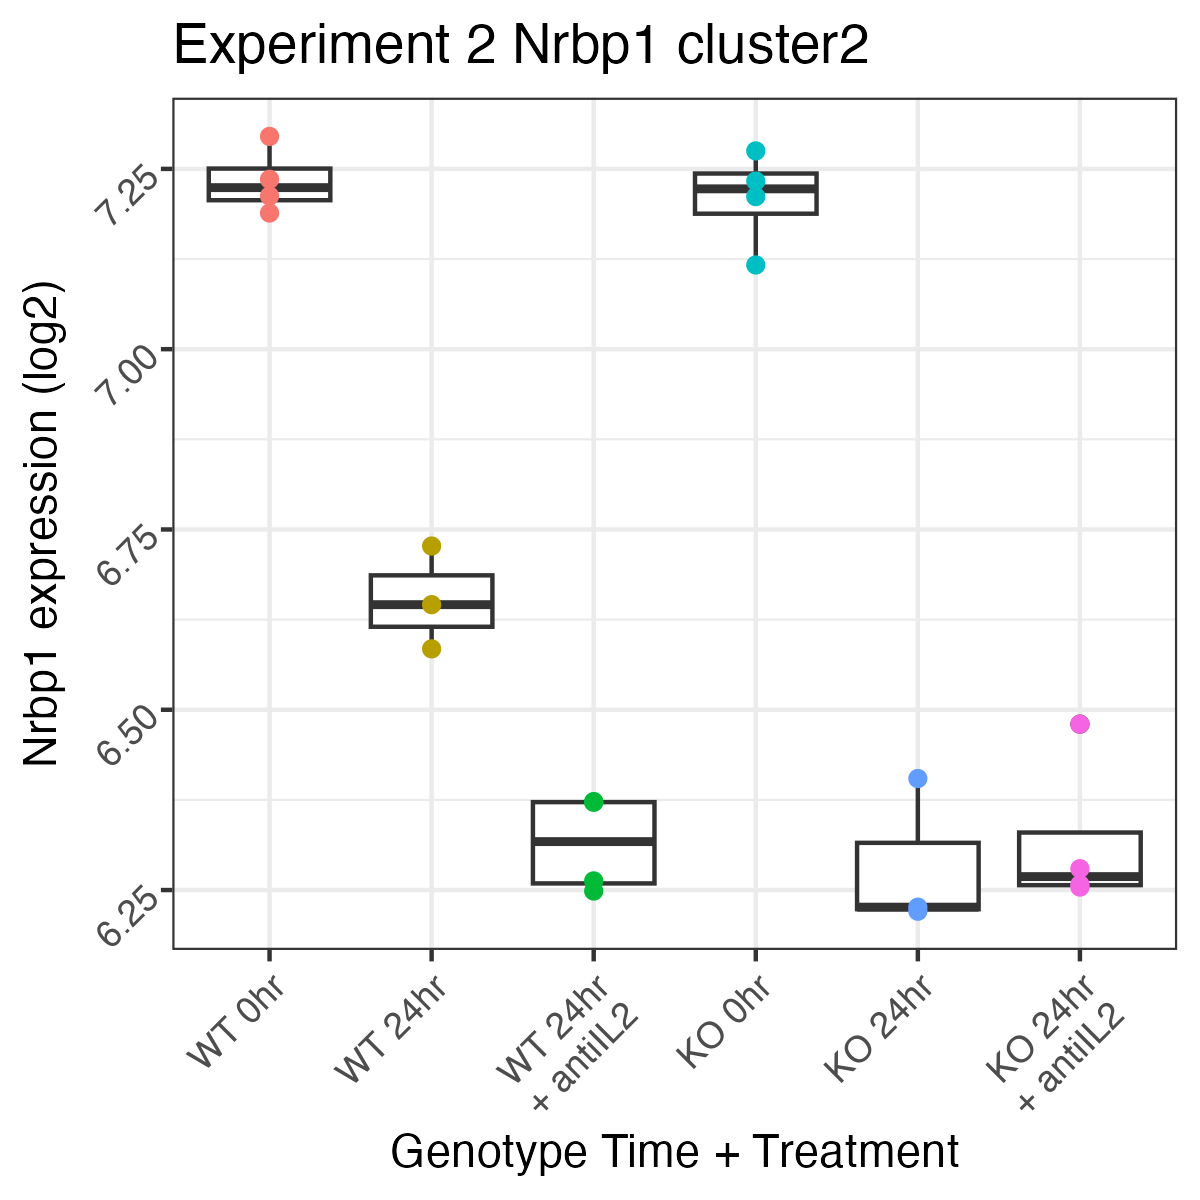 Experiment 2 Nrbp1 cluster2
Nrbp1 expression (log2)
7.25
7.00
6.75
6.50
6.25
WT 0hr
WT 24hr
WT 24hr
+ antiIL2
KO 0hr
KO 24hr
KO 24hr
+ antiIL2
Genotype Time + Treatment